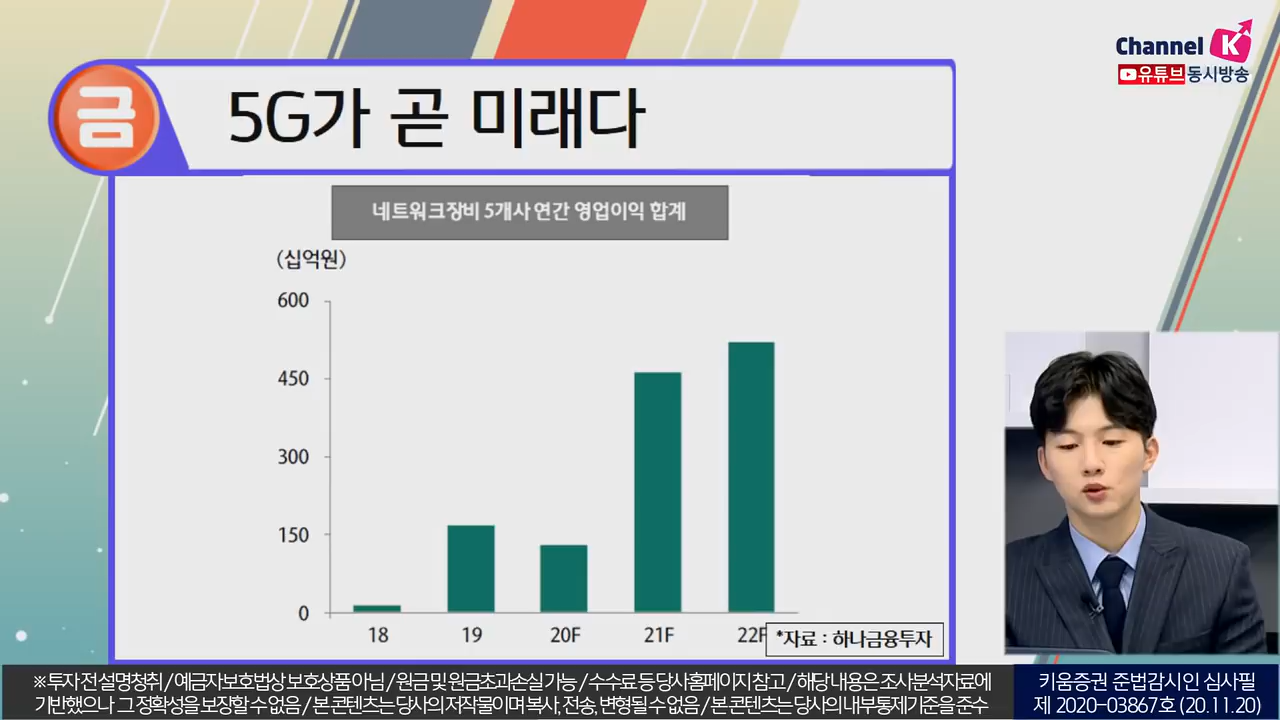 Channel K
유튜브 동시방송
금
5G가 곧 미래다
네트워크장비 5개사 연간 영업이익 합계
(십억원)
600
450
300
150
0
18 19 20F 21F 22F
*자료 : 하나금융투자
※ 투자 전 설명청취 / 예금자보호법상 보호상품 아님 / 원금 및 원금초과손실 가능 / 수수료 등 당사홈페이지 참고 / 해당 내용은 조사분석자료에
기반했으나 그 정확성을 보장할 수 없음 / 본 콘텐츠는 당사의 저작물이며 복사, 전송, 변형될 수 없음 / 본 콘텐츠는 당사의 내부통제기준을 준수
키움증권 준법감시인 심사필
제 2020-03867호 (20.11.20)